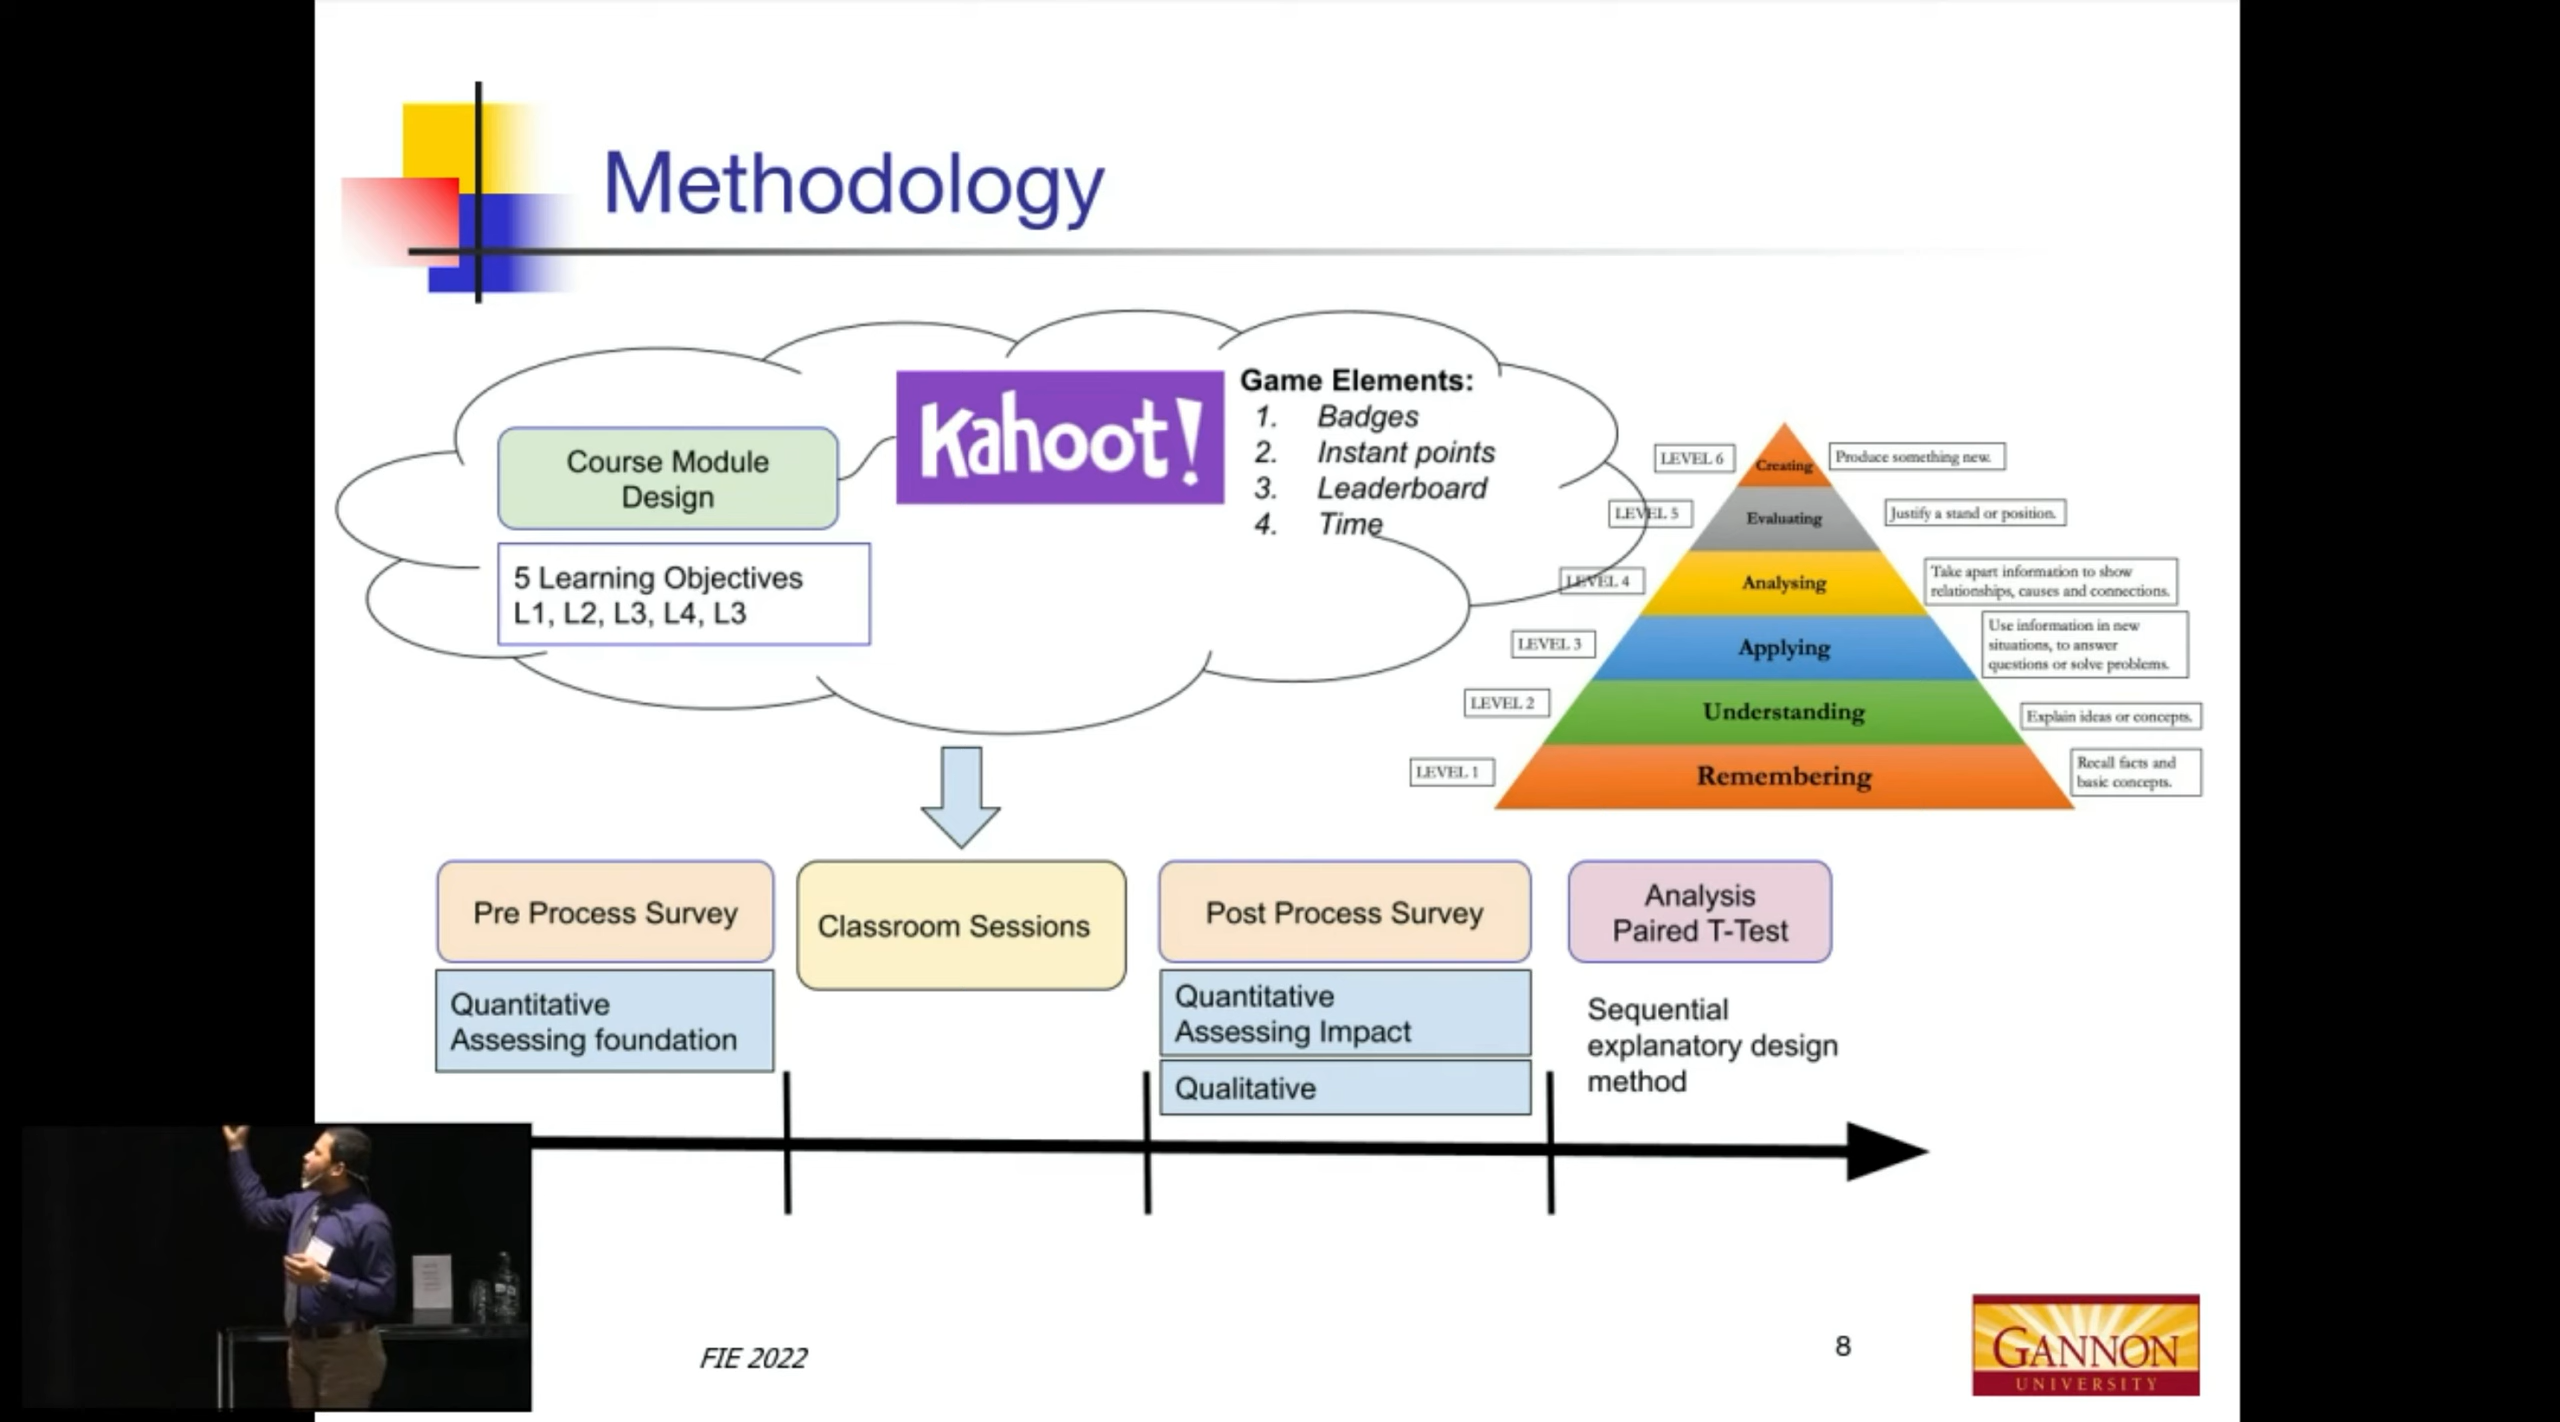 Methodology
Course Module
Design
5 Learning Objectives
L1, L2, L3, L4, L3
Kahoot!
Game Elements:
1. Badges
2. Instant points
3. Leaderboard
4. Time
LEVEL 6
Creating
Produce something new.
LEVEL 5
Evaluating
Justify a stand or position.
LEVEL 4
Analysing
Take apart information to show
relationships, causes and connections.
LEVEL 3
Applying
Use information in new
situations, to answer
questions or solve problems.
LEVEL 2
Understanding
Explain ideas or concepts.
LEVEL 1
Remembering
Recall facts and
basic concepts.
Pre Process Survey
Quantitative
Assessing foundation
Classroom Sessions
Post Process Survey
Quantitative
Assessing Impact
Qualitative
Analysis
Paired T-Test
Sequential
explanatory design
method
FIE 2022
8
GANNON
UNIVERSITY